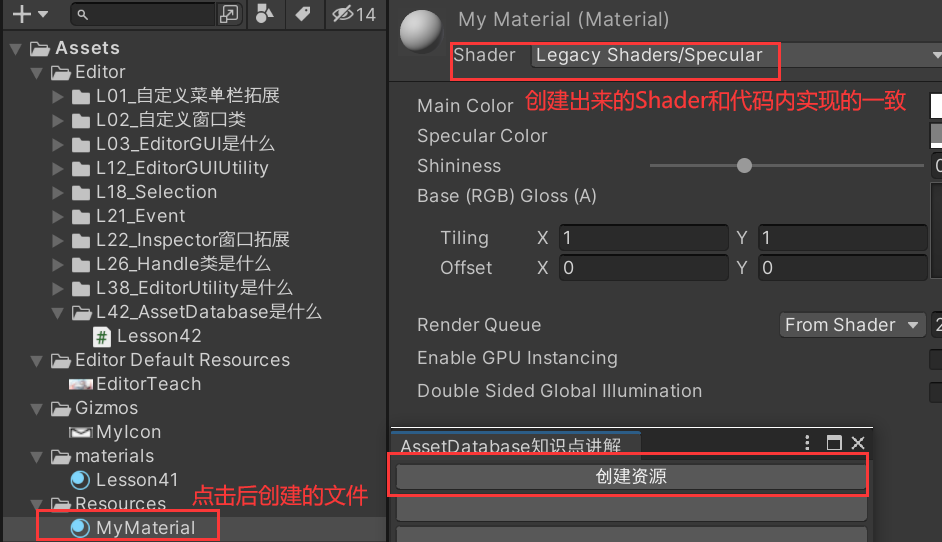 14
Assets
Editor
L01_自定义菜单栏拓展
L02_自定义窗口类
L03_EditorGUI是什么
L12_EditorGUIUtility
L18_Selection
L21_Event
L22_Inspector窗口拓展
L26_Handle类是什么
L38_EditorUtility是什么
L42_AssetDatabase是什么
# Lesson42
Editor Default Resources
EditorTeach
Gizmos
MyIcon
materials
Lesson41
点击后创建的文件
Resources
MyMaterial
My Material (Material)
Shader Legacy Shaders/Specular
Main Color 创建出来的Shader和代码内实现的一致
Specular Color
Shininess
Base (RGB) Gloss (A)
Tiling X 1 Y 1
Offset X 0 Y 0
Render Queue From Shader 2
Enable GPU Instancing
Double Sided Global Illumination
AssetDatabase知识点讲解
创建资源